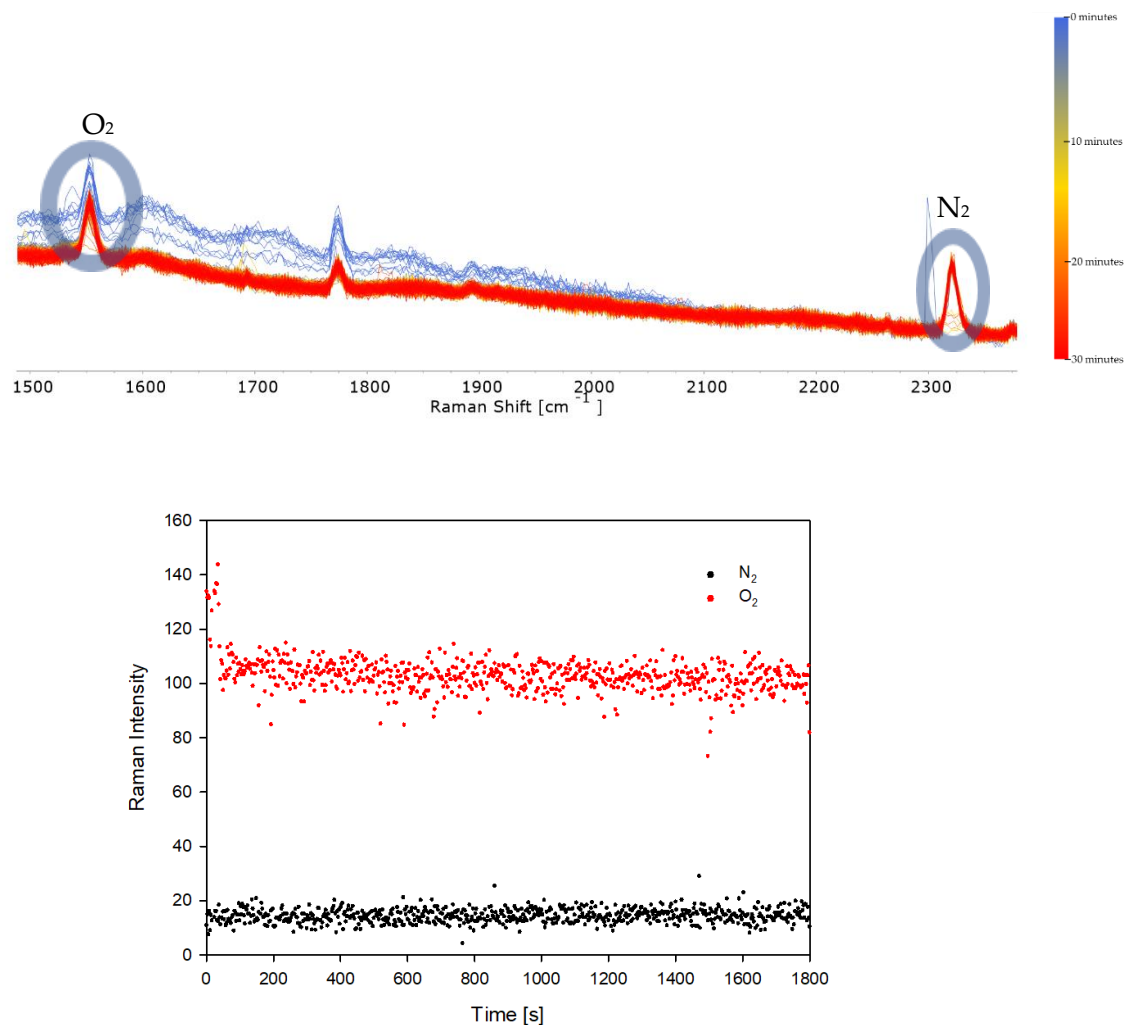 0 minutes
10 minutes
20 minutes
30 minutes
O₂
N₂
1500 1600 1700 1800 1900 2000 2100 2200 2300
Raman Shift [cm ⁻¹ ]
160
140
120
100
80
60
40
20
0
Raman Intensity
N₂
O₂
0 200 400 600 800 1000 1200 1400 1600 1800
Time [s]